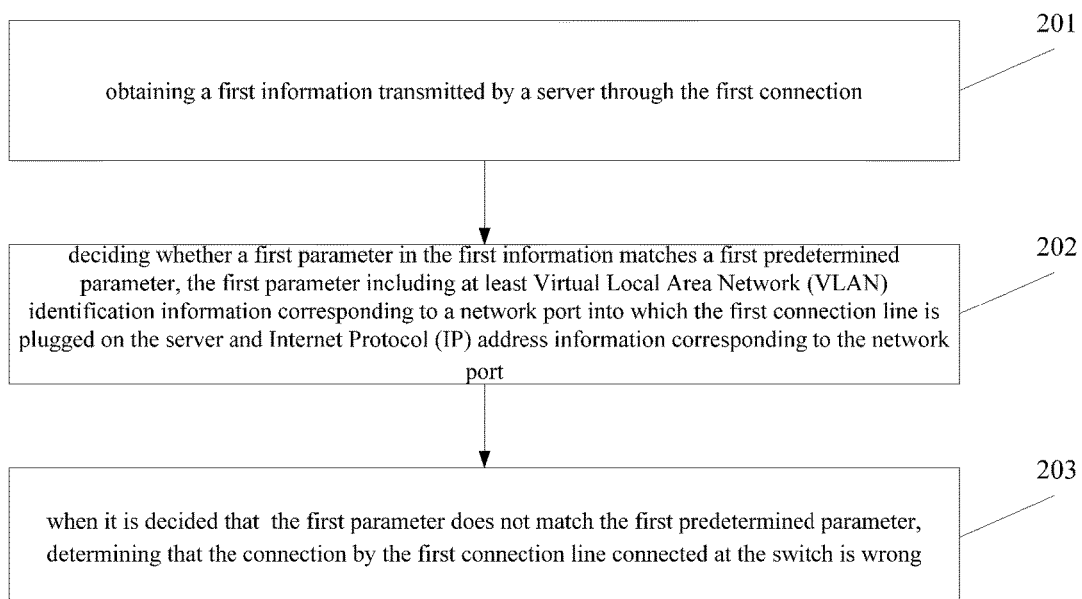 201
obtaining a first information transmitted by a server through the first connection
202
deciding whether a first parameter in the first information matches a first predetermined
parameter, the first parameter including at least Virtual Local Area Network (VLAN)
identification information corresponding to a network port into which the first connection line is
plugged on the server and Internet Protocol (IP) address information corresponding to the network
port
203
when it is decided that the first parameter does not match the first predetermined parameter,
determining that the connection by the first connection line connected at the switch is wrong